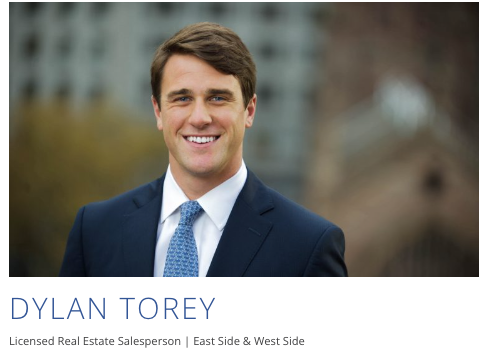 DYLAN TOREY
Licensed Real Estate Salesperson | East Side & West Side